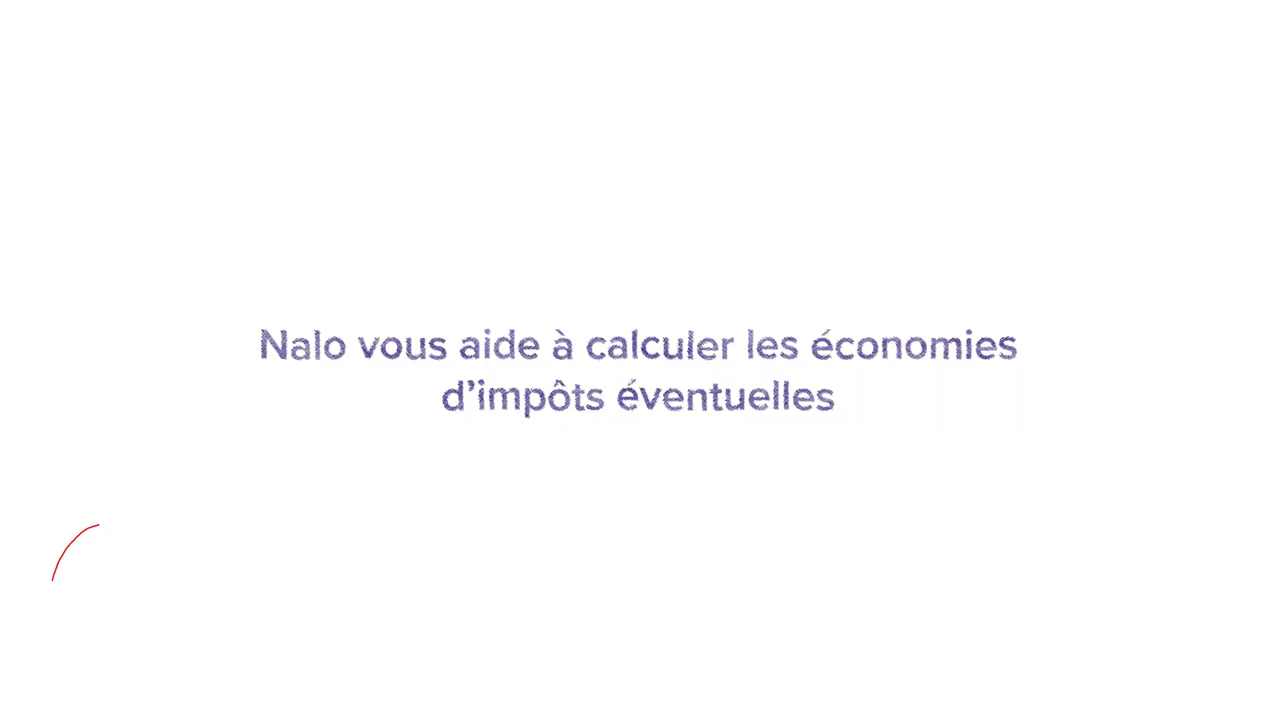 Nalo vous aide à calculer les économies
d’impôts éventuelles